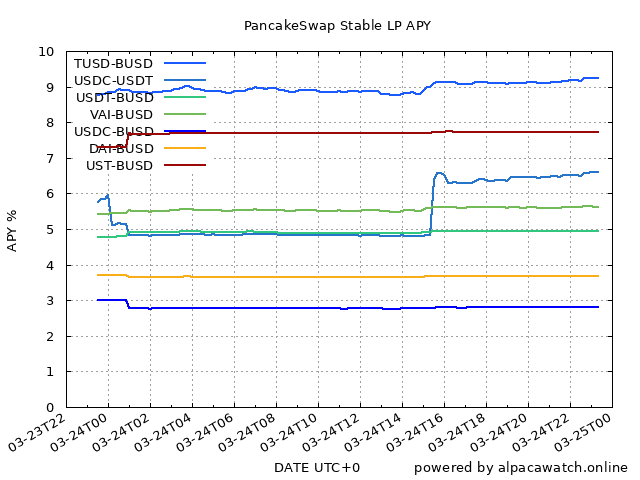 PancakeSwap Stable LP APY
TUSD-BUSD
USDC-USDT
USDT-BUSD
VAI-BUSD
USDC-BUSD
DAI-BUSD
UST-BUSD
APY %
10
9
8
7
6
5
4
3
2
1
0
03-23T22
03-24T00
03-24T02
03-24T04
03-24T06
03-24T08
03-24T10
03-24T12
03-24T14
03-24T16
03-24T18
03-24T20
03-24T22
03-25T00
DATE UTC+0
powered by alpacawatch.online